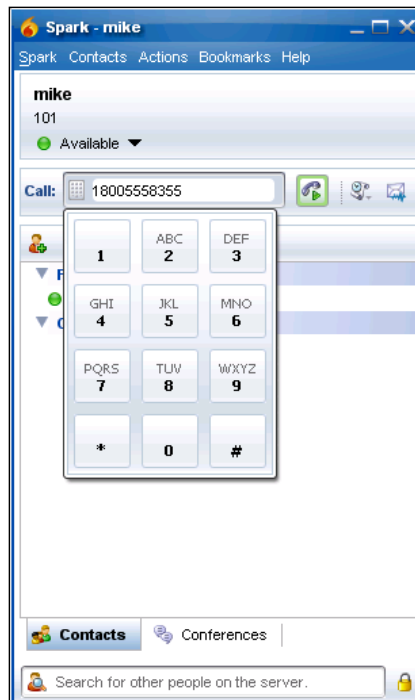 Spark - mike
Spark Contacts Actions Bookmarks Help
mike
101
Available
Call: 18005558355
1
ABC
2
DEF
3
F
GHI
4
JKL
5
MNO
6
C
PQRS
7
TUV
8
WXYZ
9
*
0
#
Contacts Conferences
Search for other people on the server.